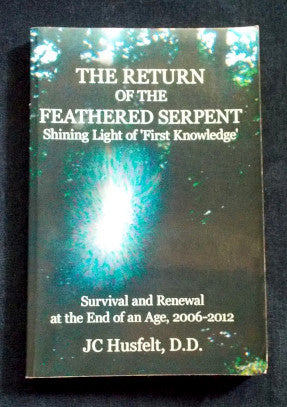 THE RETURN
OF THE
FEATHERED SERPENT
Shining Light of 'First Knowledge'
Survival and Renewal
at the End of an Age, 2006-2012
JC Husfelt, D.D.